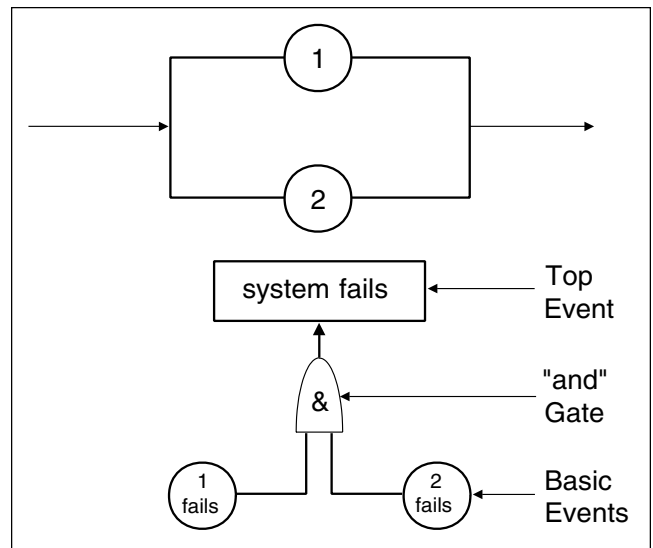 1
2
system fails
Top
Event
&
"and"
Gate
1
fails
2
fails
Basic
Events